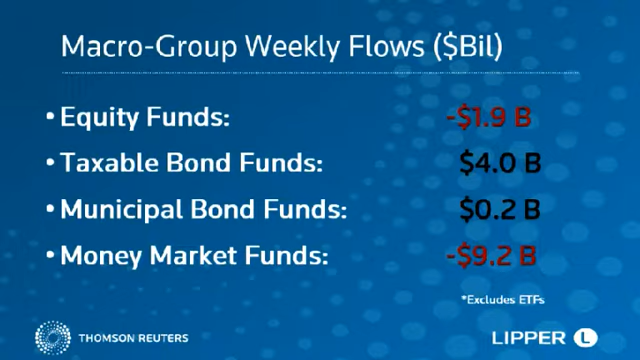 Macro-Group Weekly Flows ($Bil)
• Equity Funds: -$1.9 B
• Taxable Bond Funds: $4.0 B
• Municipal Bond Funds: $0.2 B
• Money Market Funds: -$9.2 B
*Excludes ETFs
THOMSON REUTERS LIPPER L